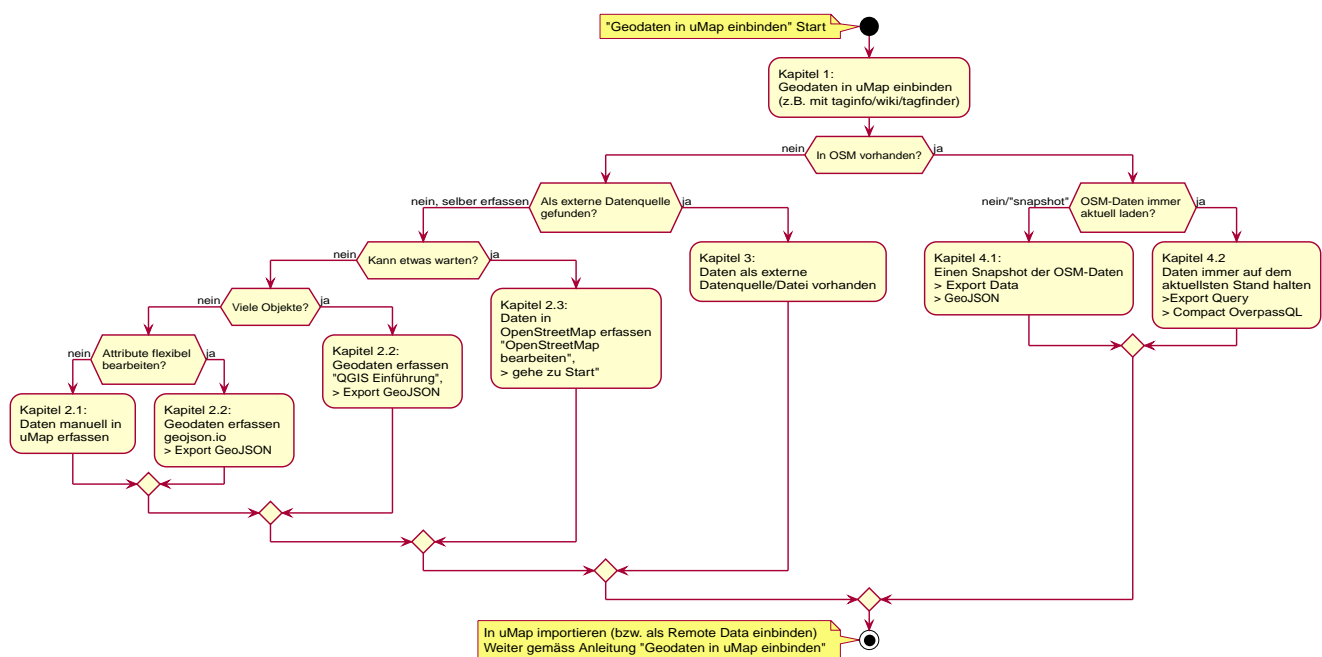 "Geodaten in uMap einbinden" Start
Kapitel 1:
Geodaten in uMap einbinden
(z.B. mit taginfo/wiki/tagfinder)
nein
In OSM vorhanden?
ja
nein, selber erfassen
Als externe Datenquelle
gefunden?
ja
nein/"snapshot"
OSM-Daten immer
aktuell laden?
ja
nein
Kann etwas warten?
ja
Kapitel 3:
Daten als externe
Datenquelle/Datei vorhanden
Kapitel 4.1:
Einen Snapshot der OSM-Daten
> Export Data
> GeoJSON
Kapitel 4.2
Daten immer auf dem
aktuellsten Stand halten
>Export Query
> Compact OverpassQL
nein
Viele Objekte?
ja
Kapitel 2.3:
Daten in
OpenStreetMap erfassen
"OpenStreetMap
bearbeiten",
> gehe zu Start"
nein
Attribute flexibel
bearbeiten?
ja
Kapitel 2.2:
Geodaten erfassen
"QGIS Einführung",
> Export GeoJSON
Kapitel 2.1:
Daten manuell in
uMap erfassen
Kapitel 2.2:
Geodaten erfassen
geojson.io
> Export GeoJSON
In uMap importieren (bzw. als Remote Data einbinden)
Weiter gemäss Anleitung "Geodaten in uMap einbinden"